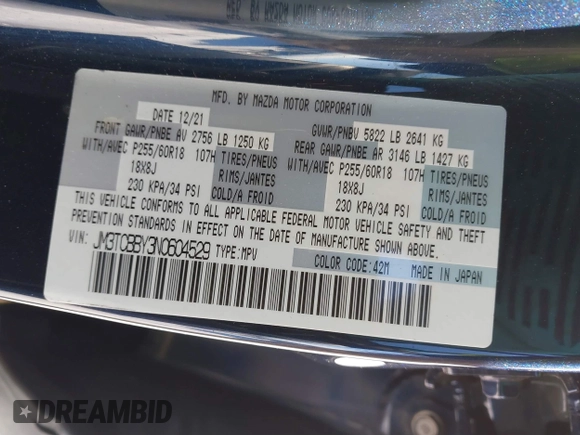 MFD. BY MAZDA MOTOR CORPORATION
DATE 12/21 GVWR/PNBV 5822 LB 2641 KG
FRONT GAWR/PNBE AV 2756 LB 1250 KG REAR GAWR/PNBE AR 3146 LB 1427 KG
WITH/AVEC P255/60R18 107H TIRES/PNEUS WITH/AVEC P255/60R18 107H TIRES/PNEUS
18X8J RIMS/JANTES 18X8J RIMS/JANTES
230 KPA/34 PSI COLD/A FROID 230 KPA/34 PSI COLD/A FROID
THIS VEHICLE CONFORMS TO ALL APPLICABLE FEDERAL MOTOR VEHICLE SAFETY AND THEFT
PREVENTION STANDARDS IN EFFECT ON THE DATE OF MANUFACTURE SHOWN ABOVE.
VIN: JM3TCBBY3N0604529 TYPE:MPV
COLOR CODE:42M MADE IN JAPAN
DREAMBID